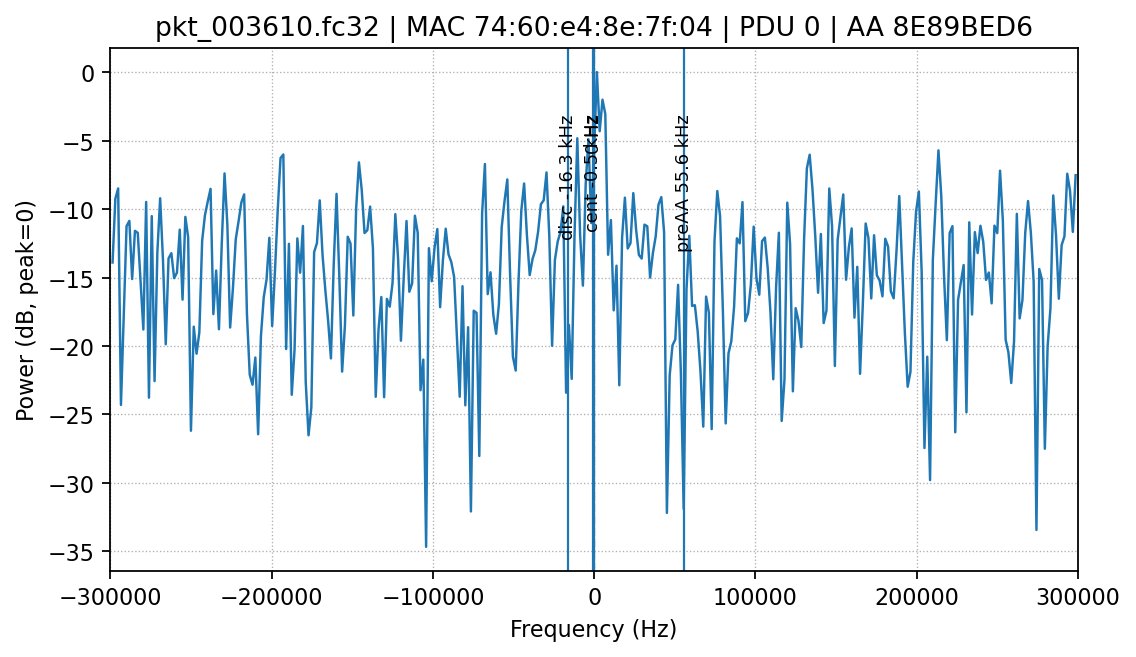 pkt_003610.fc32 | MAC 74:60:e4:8e:7f:04 | PDU 0 | AA 8E89BED6
Power (dB, peak=0)
0
−5
−10
−15
−20
−25
−30
−35
disc -16.3 kHz
cent -0.5
kHz
preAA 55.6 kHz
−300000
−200000
−100000
0
100000
200000
300000
Frequency (Hz)